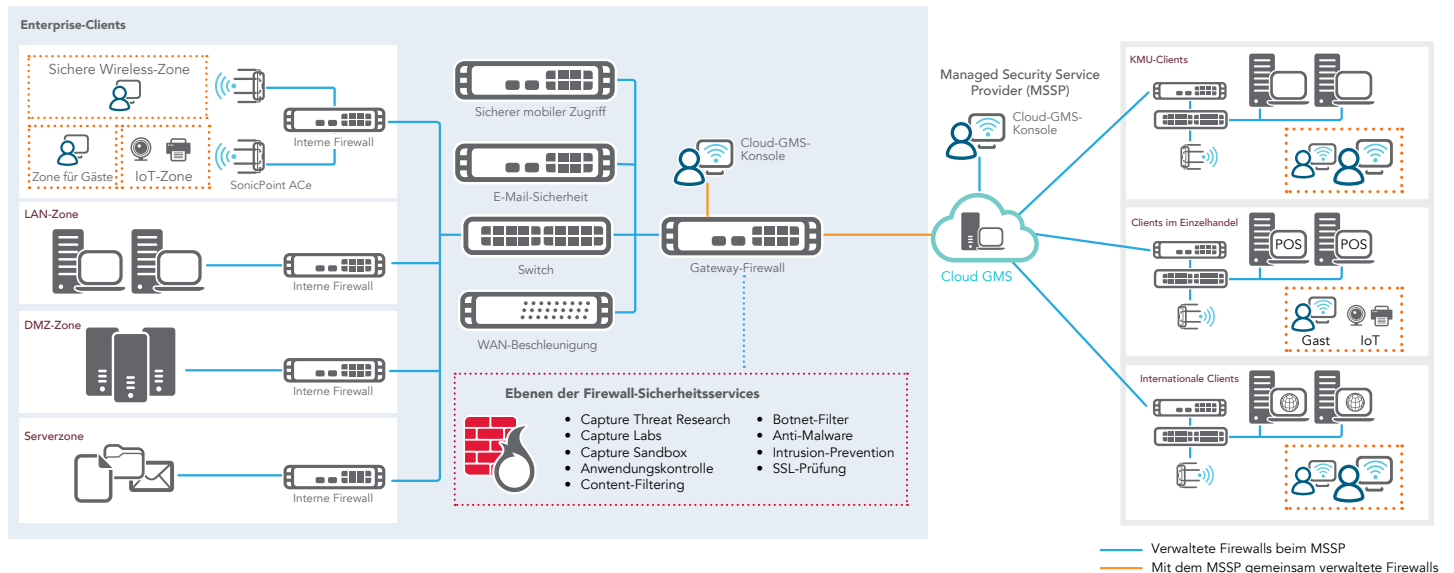 Enterprise-Clients
Sichere Wireless-Zone
Zone für Gäste
IoT-Zone
SonicPoint ACe
Interne Firewall
LAN-Zone
Interne Firewall
DMZ-Zone
Interne Firewall
Serverzone
Interne Firewall
Sicherer mobiler Zugriff
E-Mail-Sicherheit
Switch
WAN-Beschleunigung
Cloud-GMS-
Konsole
Gateway-Firewall
Ebenen der Firewall-Sicherheitsservices
• Capture Threat Research
• Capture Labs
• Capture Sandbox
• Anwendungskontrolle
• Content-Filtering
• Botnet-Filter
• Anti-Malware
• Intrusion-Prevention
• SSL-Prüfung
Managed Security Service
Provider (MSSP)
Cloud-GMS-
Konsole
Cloud GMS
KMU-Clients
Clients im Einzelhandel
POS
POS
Gast
IoT
Internationale Clients
Verwaltete Firewalls beim MSSP
Mit dem MSSP gemeinsam verwaltete Firewalls